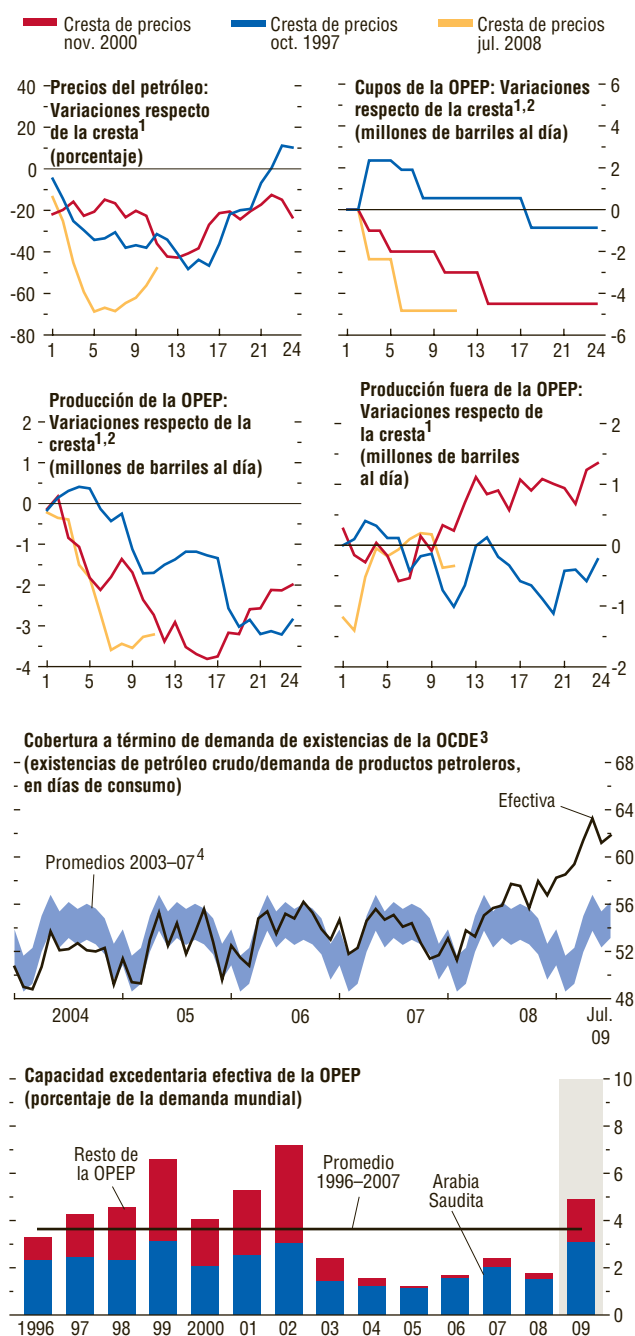 Cresta de precios
nov. 2000
Cresta de precios
oct. 1997
Cresta de precios
jul. 2008
Precios del petróleo:
Variaciones respecto
de la cresta1
(porcentaje)
40
20
0
-20
-40
-60
-80
1 5 9 13 17 21 24
Cupos de la OPEP: Variaciones
respecto de la cresta1,2
(millones de barriles al día)
6
4
2
0
-2
-4
-6
1 5 9 13 17 21 24
Producción de la OPEP:
Variaciones respecto de la
cresta1,2
(millones de barriles al día)
2
1
0
-1
-2
-3
-4
1 5 9 13 17 21 24
Producción fuera de la OPEP:
Variaciones respecto de
la cresta1
(millones de barriles
al día)
2
1
0
-1
-2
1 5 9 13 17 21 24
Cobertura a término de demanda de existencias de la OCDE3
(existencias de petróleo crudo/demanda de productos petroleros,
en días de consumo)
Efectiva
Promedios 2003–074
68
64
60
56
52
48
2004 05 06 07 08 Jul.
09
Capacidad excedentaria efectiva de la OPEP
(porcentaje de la demanda mundial)
Resto de
la OPEP
Promedio
1996–2007
Arabia
Saudita
10
8
6
4
2
0
1996 97 98 99 2000 01 02 03 04 05 06 07 08 09